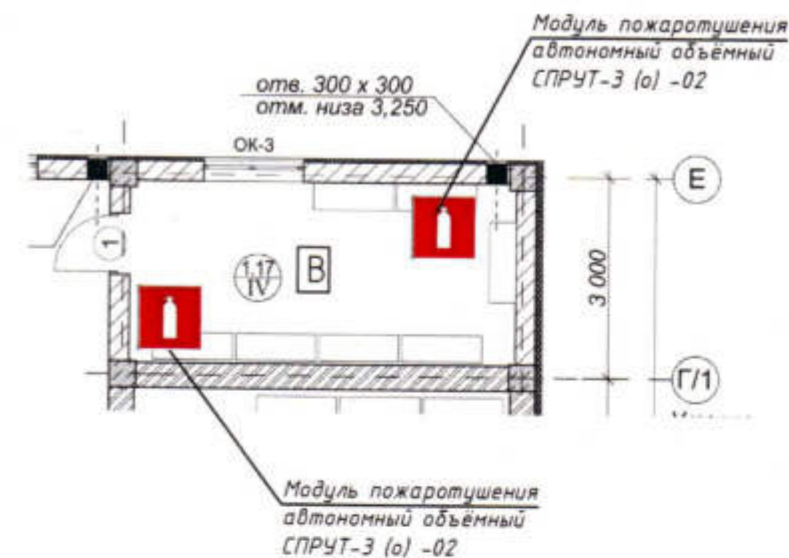 Модуль пожаротушения
автономный объёмный
СПРУТ-3 (о) -02
отв. 300 х 300
отм. низа 3,250
ОК-3
Е
1
1.17
IV
В
3 000
Г/1
Модуль пожаротушения
автономный объёмный
СПРУТ-3 (о) -02